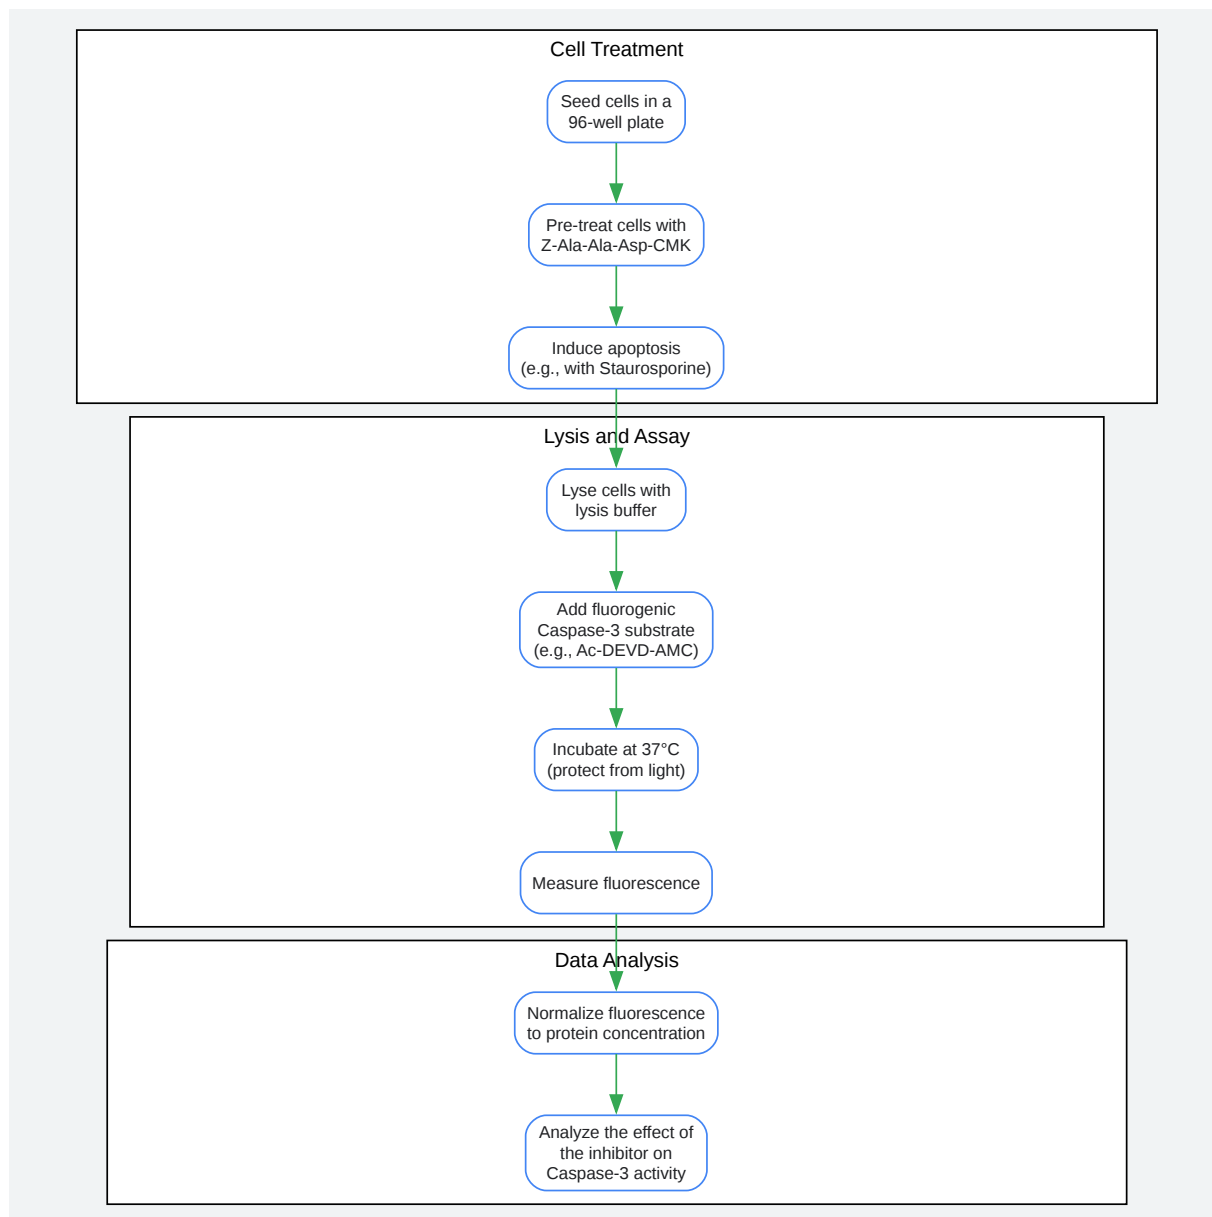 Cell Treatment
Seed cells in a
96-well plate
Pre-treat cells with
Z-Ala-Ala-Asp-CMK
Induce apoptosis
(e.g., with Staurosporine)
Lysis and Assay
Lyse cells with
lysis buffer
Add fluorogenic
Caspase-3 substrate
(e.g., Ac-DEVD-AMC)
Incubate at 37°C
(protect from light)
Measure fluorescence
Data Analysis
Normalize fluorescence
to protein concentration
Analyze the effect of
the inhibitor on
Caspase-3 activity